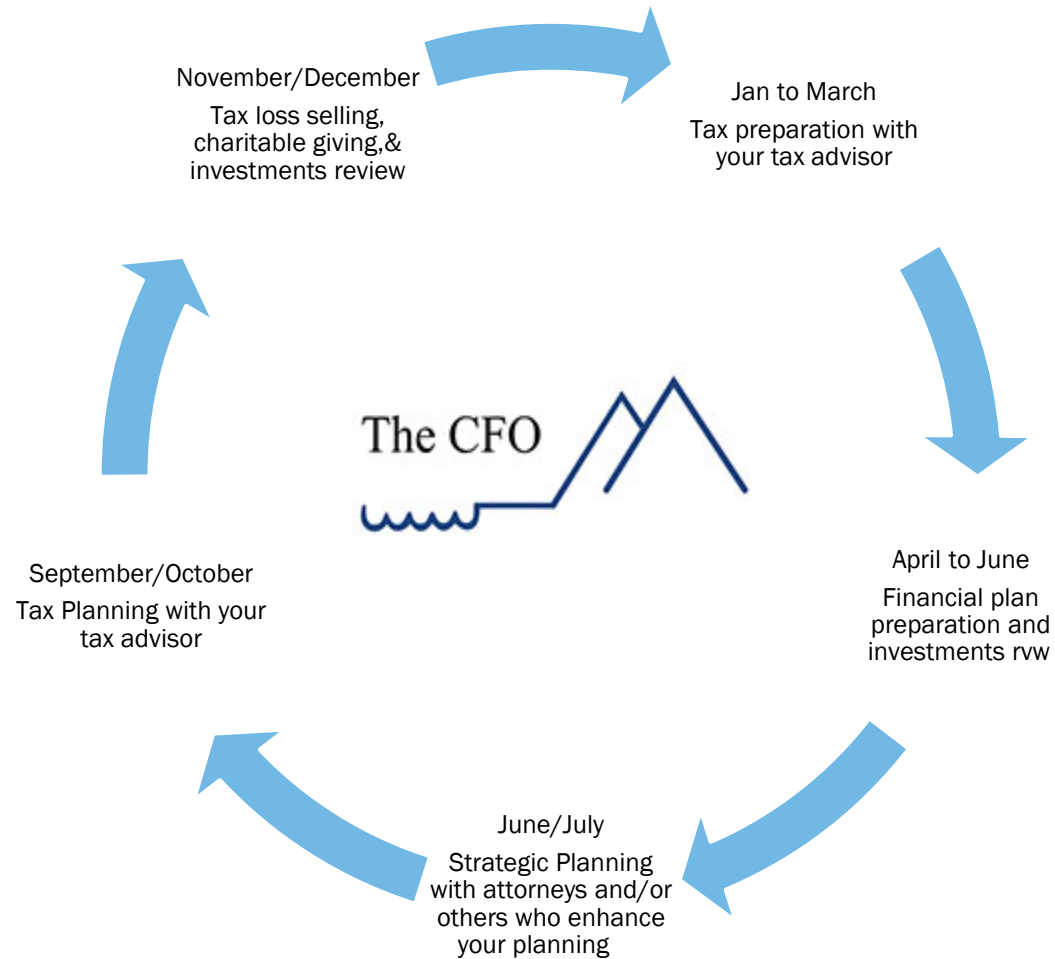 November/December
Tax loss selling,
charitable giving,&
investments review
Jan to March
Tax preparation with
your tax advisor
The CFO
April to June
Financial plan
preparation and
investments rvw
September/October
Tax Planning with your
tax advisor
June/July
Strategic Planning
with attorneys and/or
others who enhance
your planning